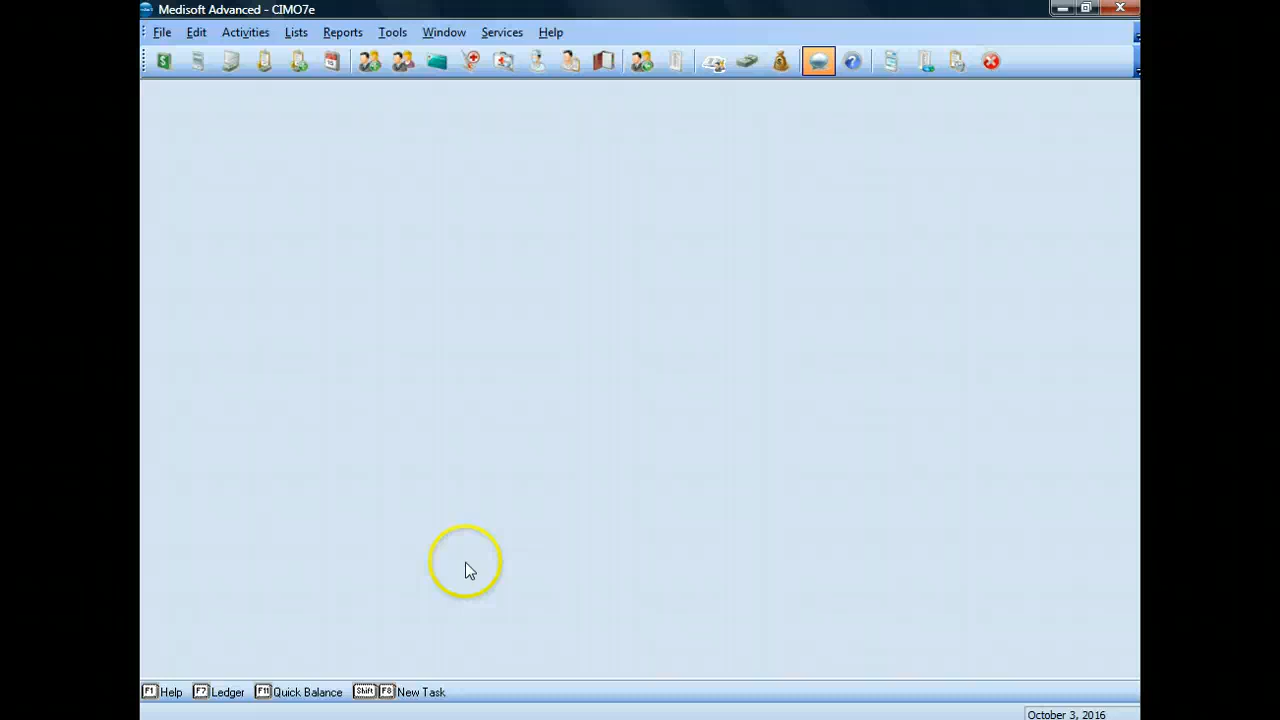 Medisoft Advanced - CIMO7e
File Edit Activities Lists Reports Tools Window Services Help
F1 Help F7 Ledger F11 Quick Balance Shift F8 New Task
October 3, 2016